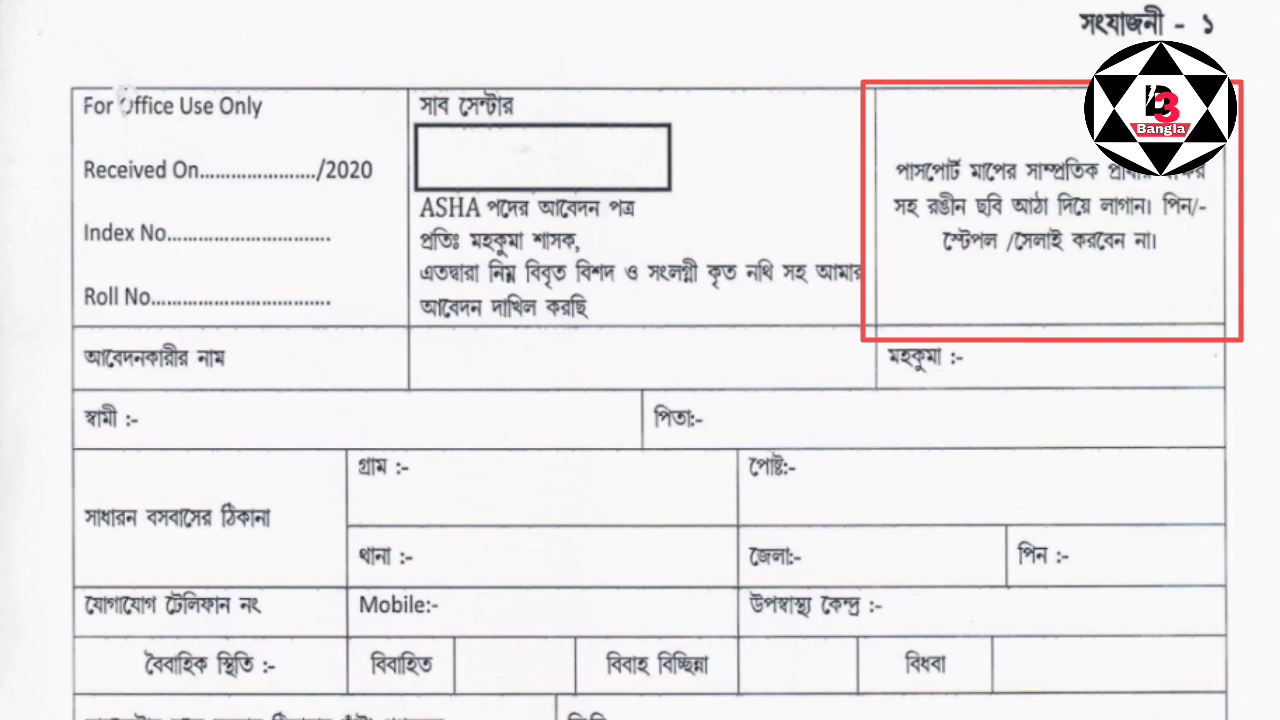 সংযাজনী - ১
D3
Bangla
For Office Use Only
Received On...................../2020
Index No.............................
Roll No...............................
সাব সেন্টার
ASHA পদের আবেদন পত্র
প্রতিঃ মহকুমা শাসক,
এতদ্বারা নিম্ন বিবৃত বিশদ ও সংলগ্নী কৃত নথি সহ আমার
আবেদন দাখিল করছি
পাসপোর্ট মাপের সাম্প্রতিক
সহ রঙীন ছবি আঠা দিয়ে লাগান। পিন/-
স্টেপল /সেলাই করবেন না।
আবেদনকারীর নাম
মহকুমা :-
স্বামী :-
পিতা:-
সাধারন বসবাসের ঠিকানা
গ্রাম :-
পোষ্ট:-
থানা :-
জেলা:-
পিন :-
যোগাযোগ টেলিফান নং
Mobile:-
উপস্বাস্থ্য কেন্দ্র :-
বৈবাহিক স্থিতি :-
বিবাহিত
বিবাহ বিচ্ছিন্না
বিধবা